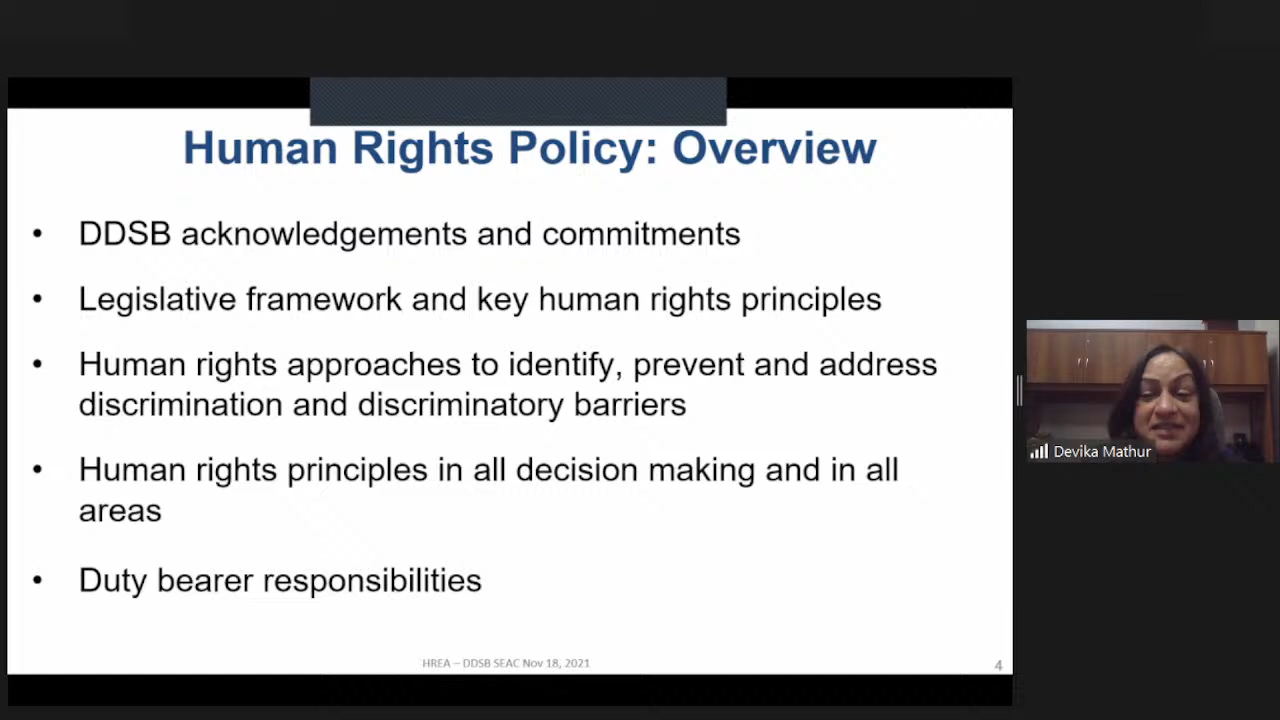 Human Rights Policy: Overview
• DDSB acknowledgements and commitments
• Legislative framework and key human rights principles
• Human rights approaches to identify, prevent and address
discrimination and discriminatory barriers
• Human rights principles in all decision making and in all
areas
• Duty bearer responsibilities
HREA – DDSB SEAC Nov 18, 2021
4
Devika Mathur